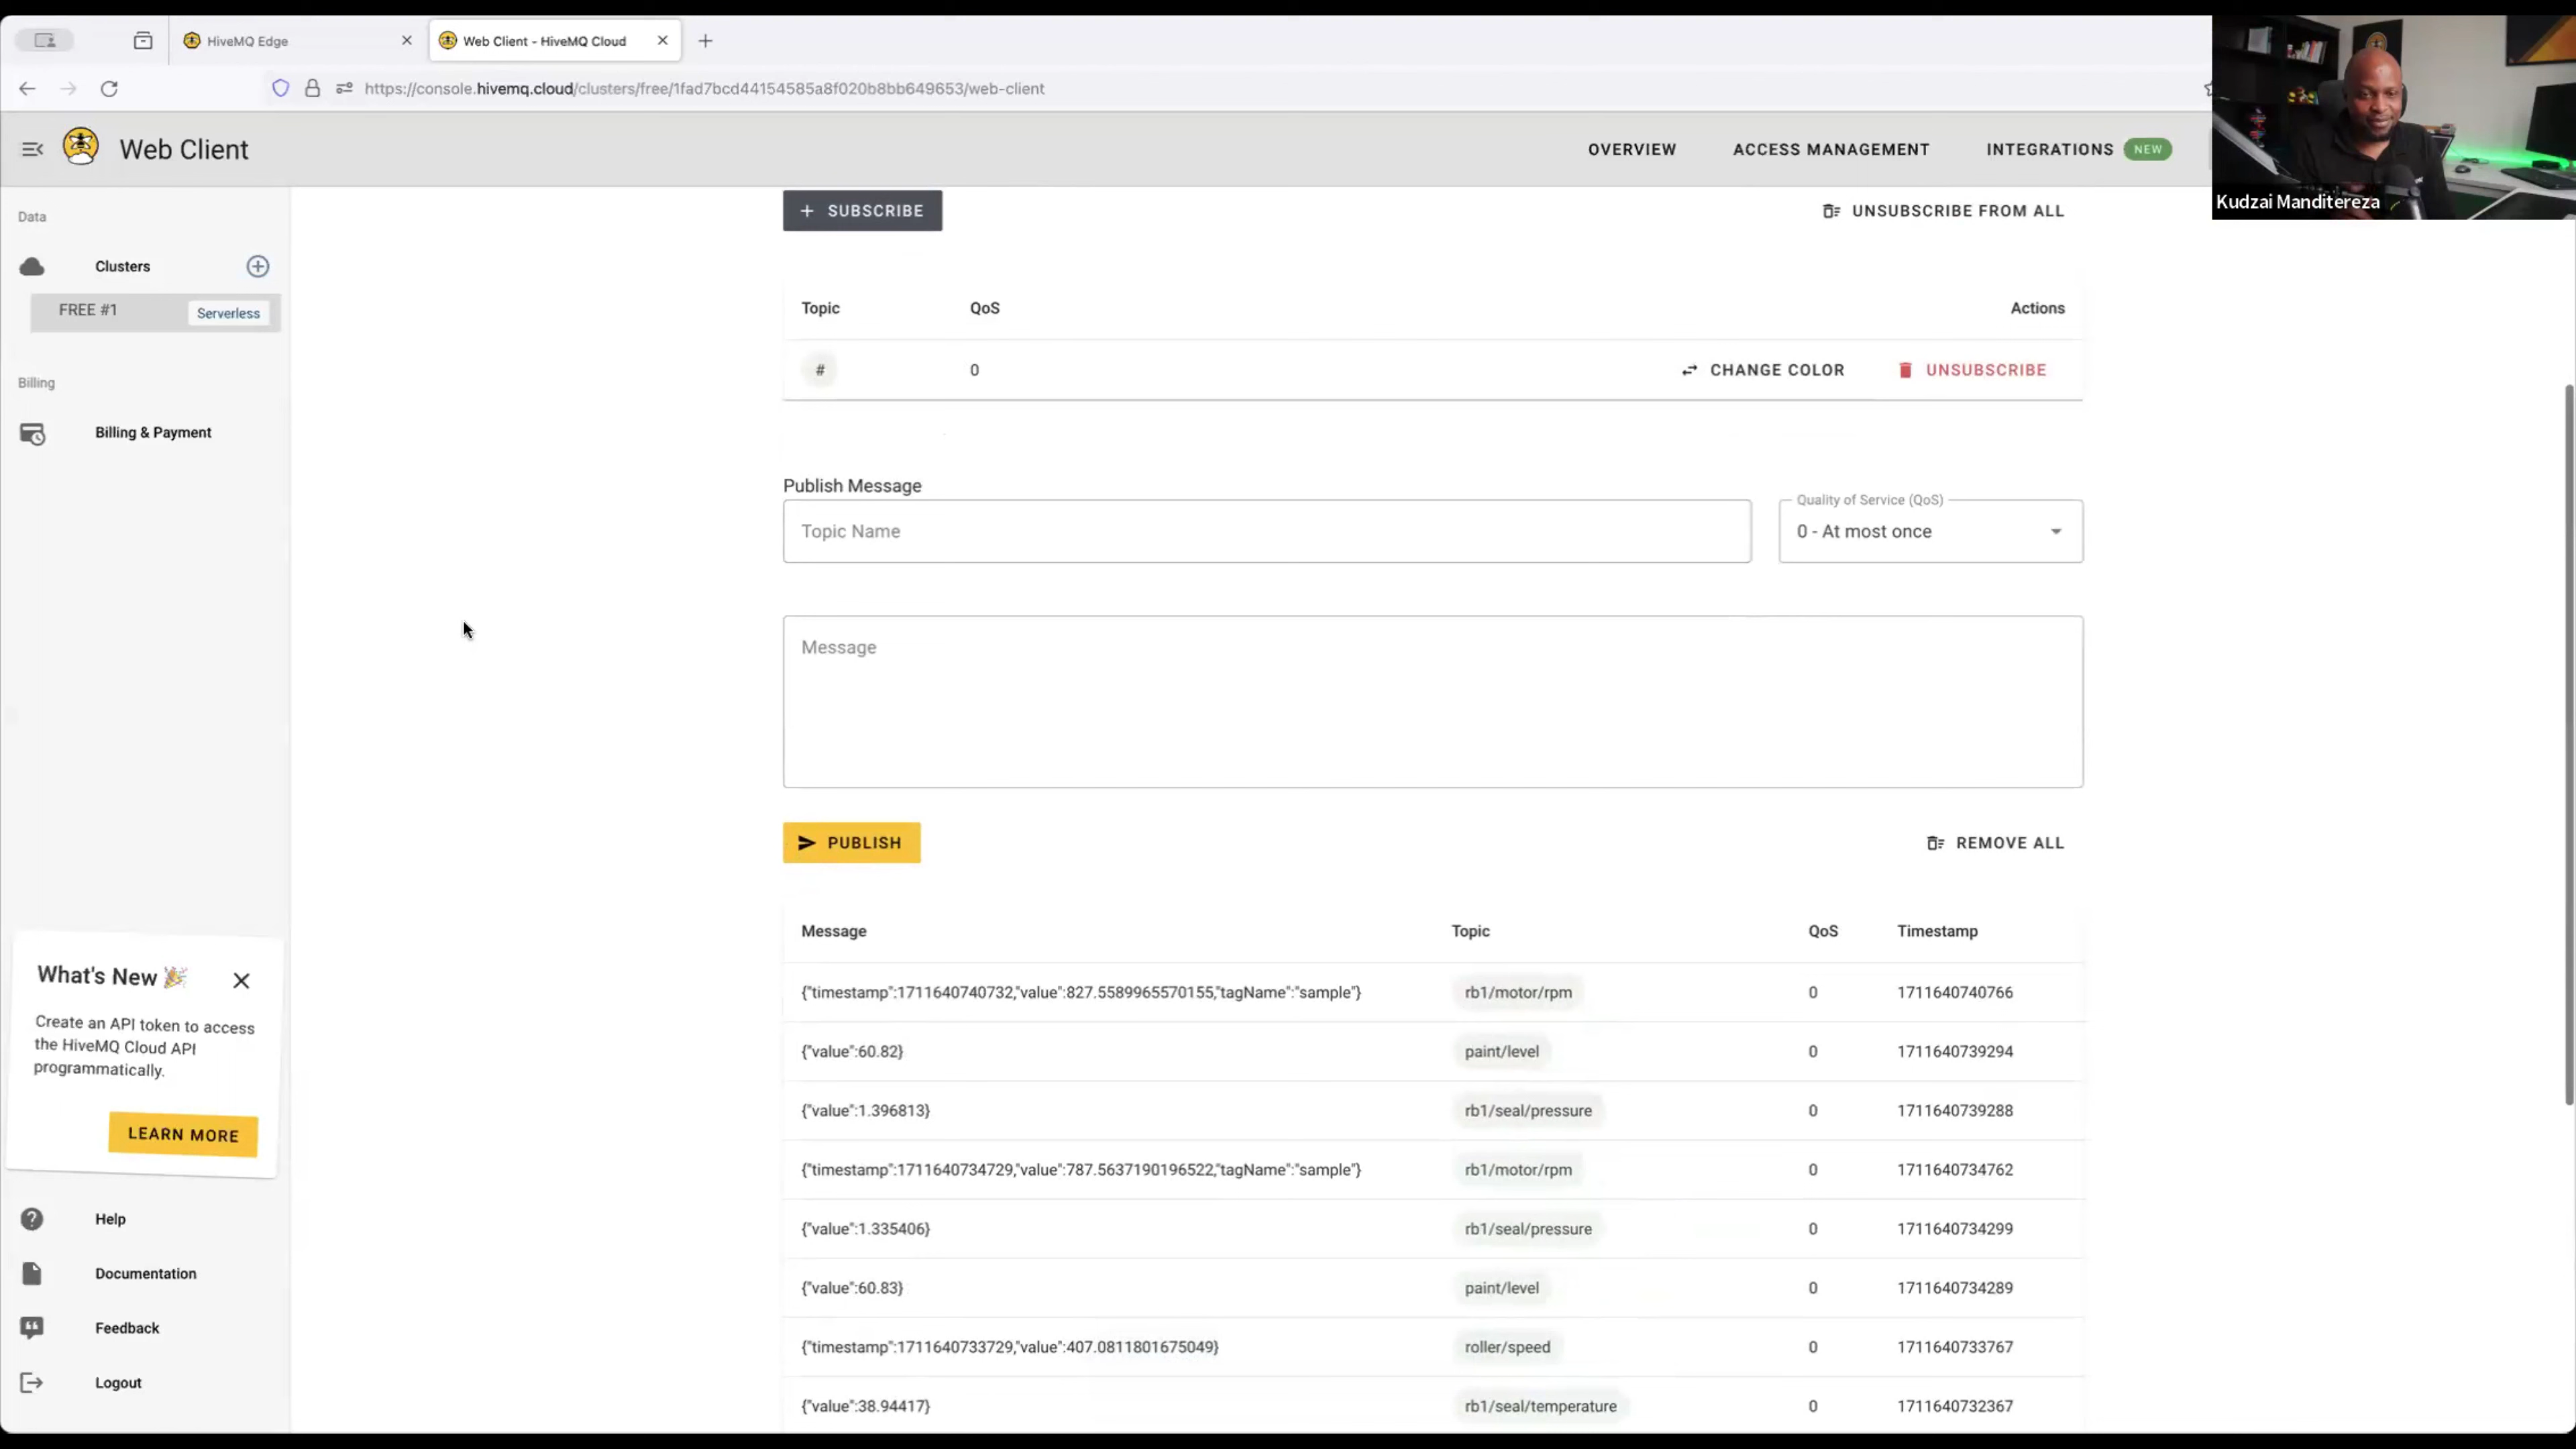 HiveMQ Edge
Web Client - HiveMQ Cloud
https://console.hivemq.cloud/clusters/free/1fad7bcd44154585a8f020b8bb649653/web-client
Web Client
OVERVIEW
ACCESS MANAGEMENT
INTEGRATIONS NEW
Kudzai Manditereza
Data
Clusters
FREE #1 Serverless
Billing
Billing & Payment
What's New
Create an API token to access
the HiveMQ Cloud API
programmatically.
LEARN MORE
Help
Documentation
Feedback
Logout
+ SUBSCRIBE
UNSUBSCRIBE FROM ALL
Topic QoS Actions
# 0 CHANGE COLOR UNSUBSCRIBE
Publish Message
Topic Name
Quality of Service (QoS)
0 - At most once
Message
PUBLISH
REMOVE ALL
Message Topic QoS Timestamp
{"timestamp":1711640740732,"value":827.5589965570155,"tagName":"sample"} rb1/motor/rpm 0 1711640740766
{"value":60.82} paint/level 0 1711640739294
{"value":1.396813} rb1/seal/pressure 0 1711640739288
{"timestamp":1711640734729,"value":787.5637190196522,"tagName":"sample"} rb1/motor/rpm 0 1711640734762
{"value":1.335406} rb1/seal/pressure 0 1711640734299
{"value":60.83} paint/level 0 1711640734289
{"timestamp":1711640733729,"value":407.0811801675049} roller/speed 0 1711640733767
{"value":38.94417} rb1/seal/temperature 0 1711640732367